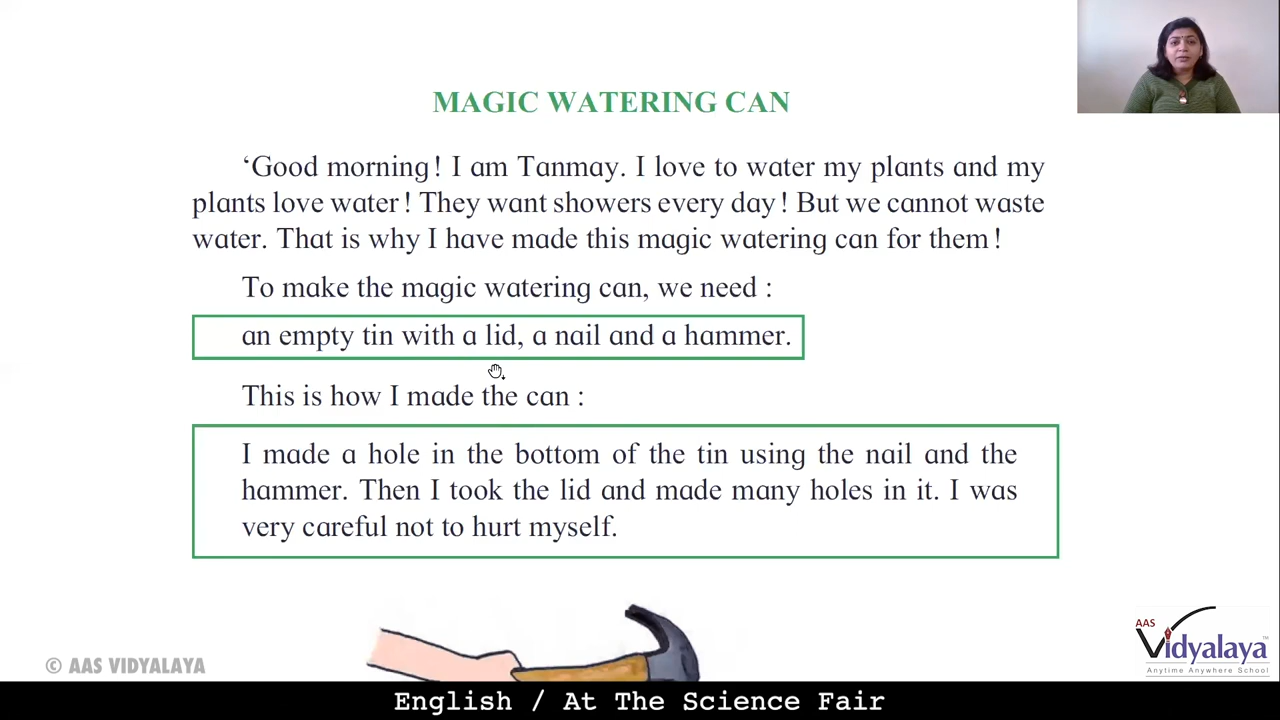 MAGIC WATERING CAN
‘Good morning! I am Tanmay. I love to water my plants and my
plants love water! They want showers every day! But we cannot waste
water. That is why I have made this magic watering can for them!
To make the magic watering can, we need :
an empty tin with a lid, a nail and a hammer.
This is how I made the can :
I made a hole in the bottom of the tin using the nail and the
hammer. Then I took the lid and made many holes in it. I was
very careful not to hurt myself.
© AAS VIDYALAYA
AAS
Vidyalaya™
Anytime Anywhere School
English / At The Science Fair